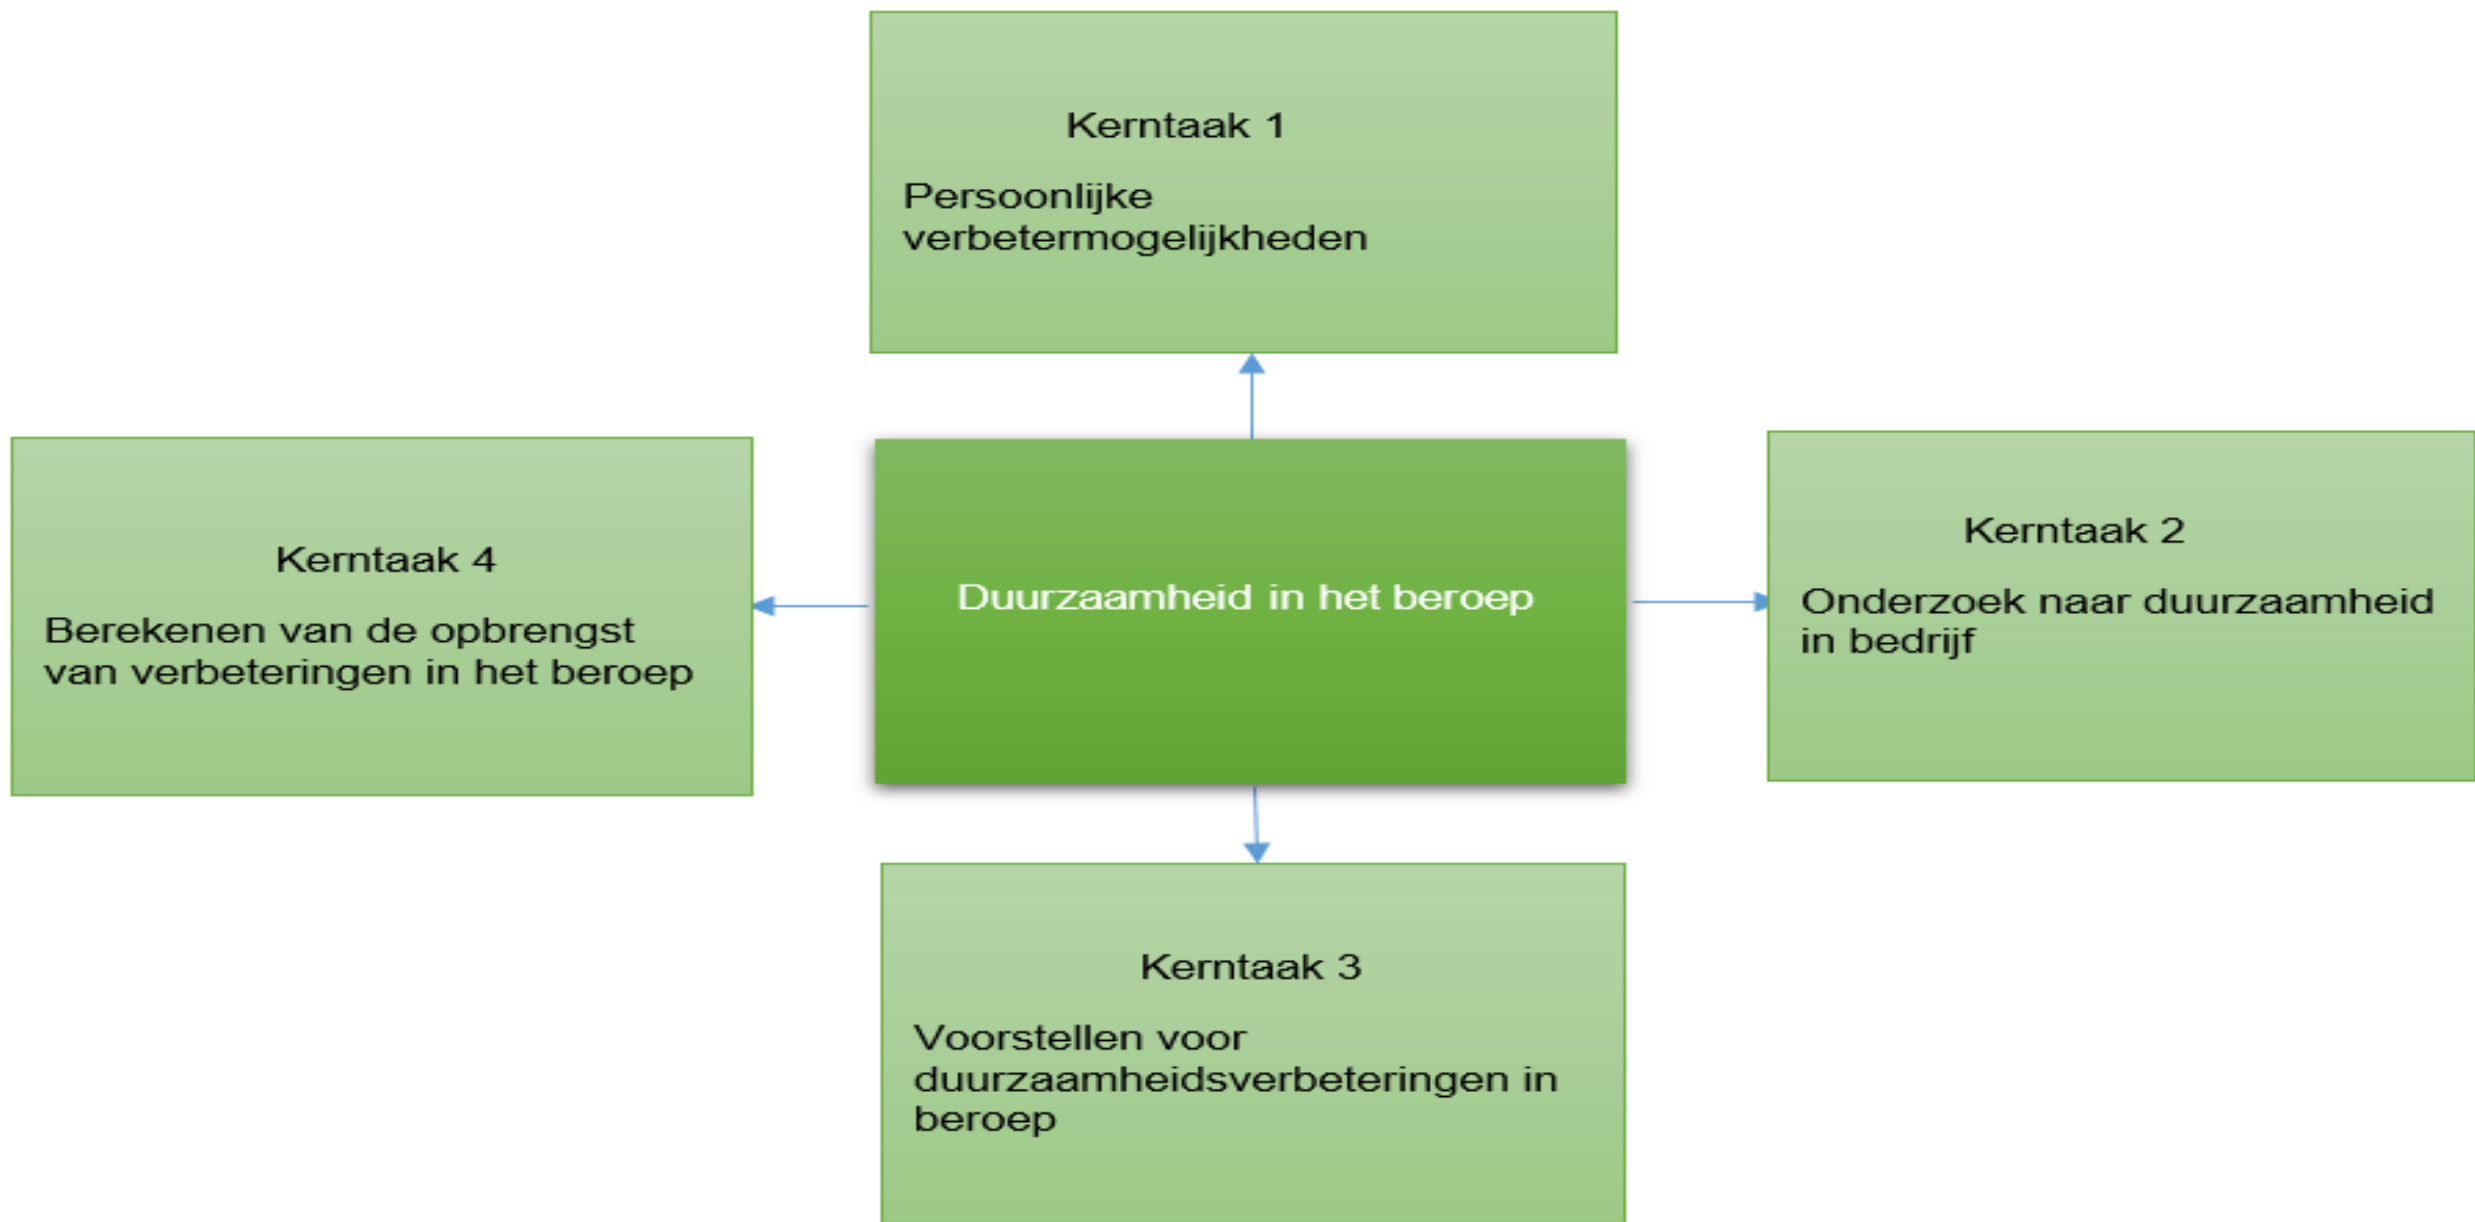 Kerntaak 1
Persoonlijke
verbetermogelijkheden
Kerntaak 4
Berekenen van de opbrengst
van verbeteringen in het beroep
Duurzaamheid in het beroep
Kerntaak 2
Onderzoek naar duurzaamheid
in bedrijf
Kerntaak 3
Voorstellen voor
duurzaamheidsverbeteringen in
beroep